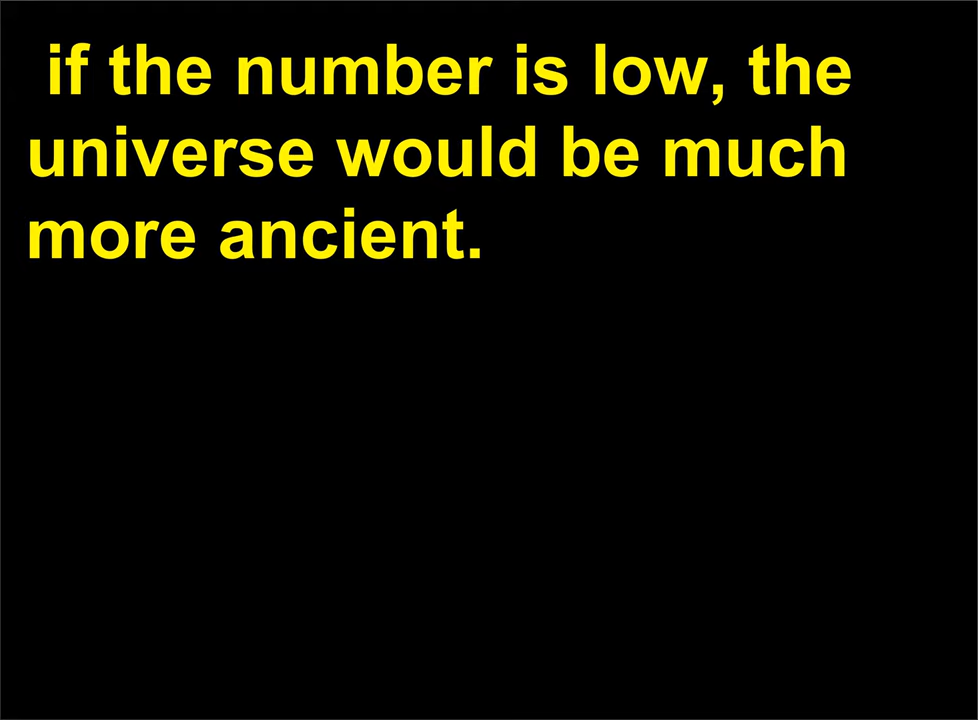 if the number is low, the
universe would be much
more ancient.